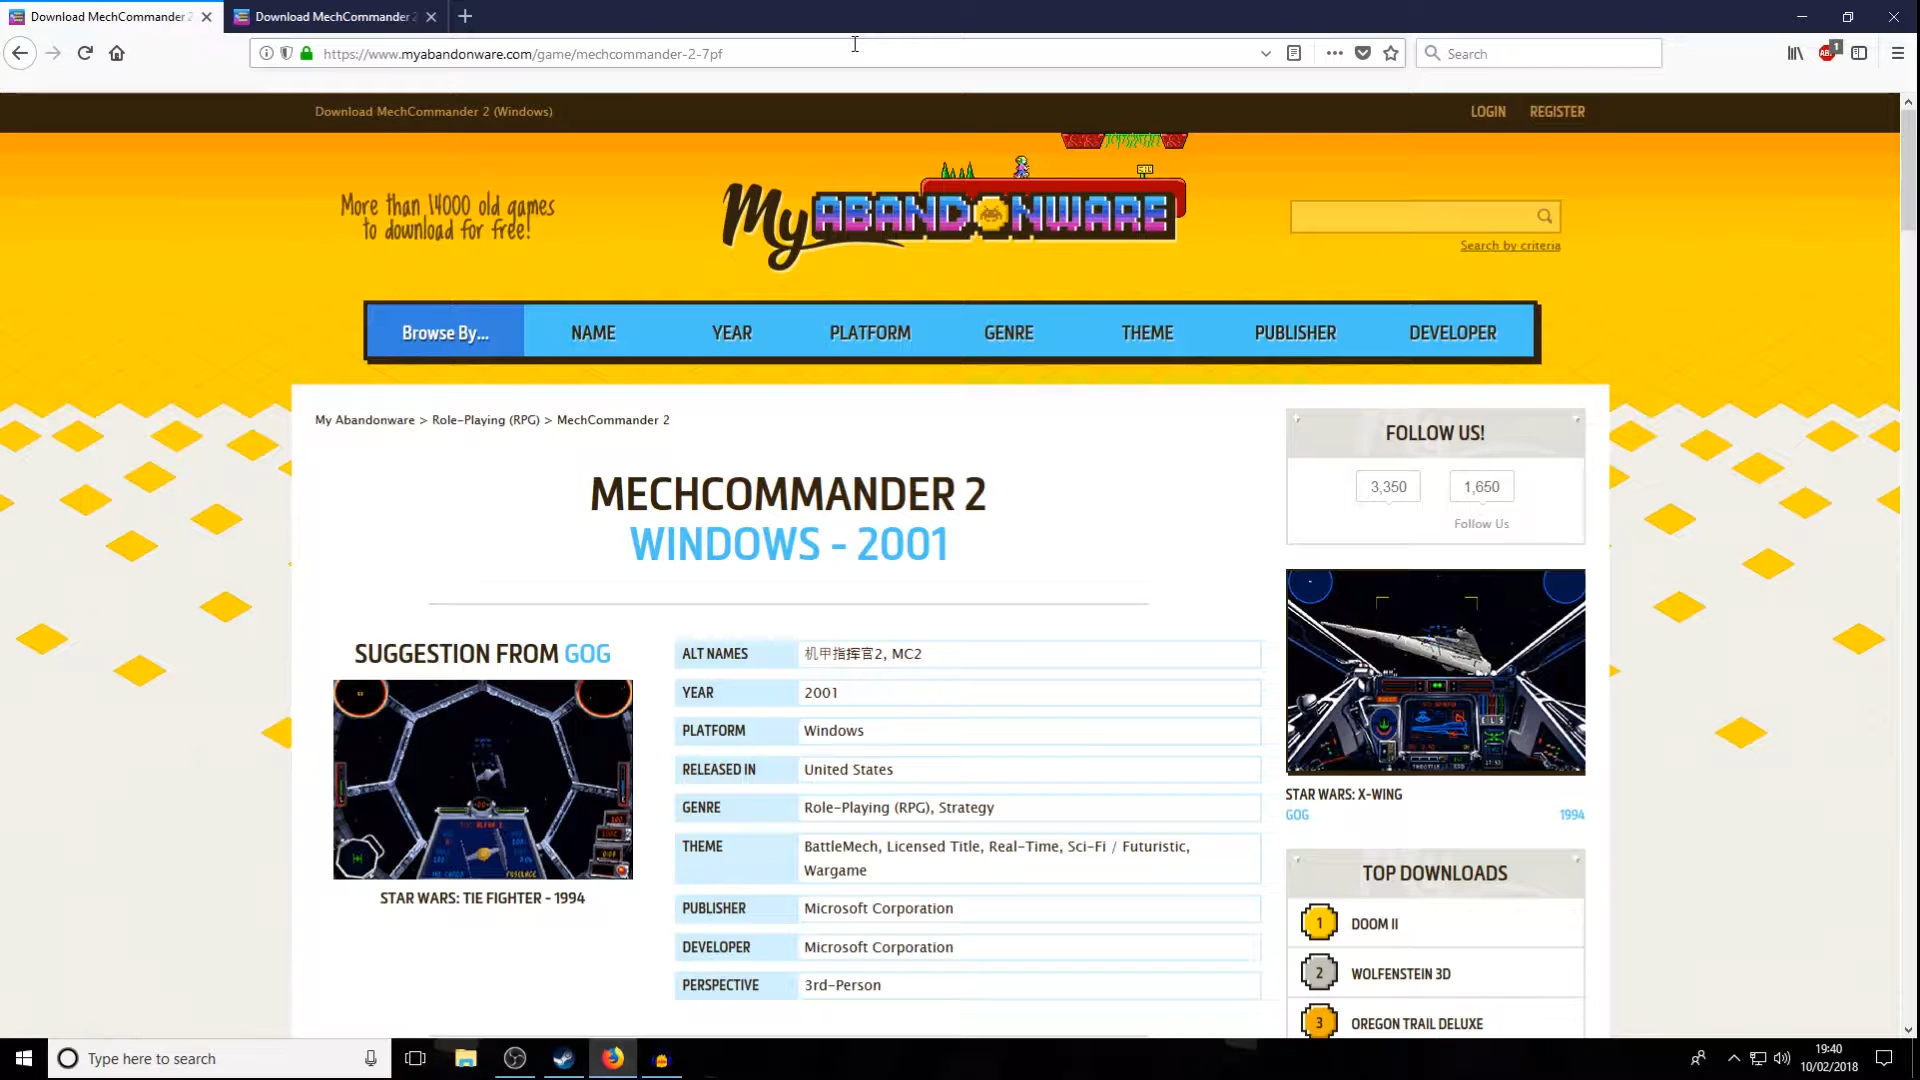 Download MechCommander 2
Download MechCommander 2
https://www.myabandonware.com/game/mechcommander-2-7pf
Search
1
Download MechCommander 2 (Windows)
LOGIN
REGISTER
More than 14000 old games
to download for free!
My ABANDONWARE
Search by criteria
Browse By...
NAME
YEAR
PLATFORM
GENRE
THEME
PUBLISHER
DEVELOPER
My Abandonware > Role-Playing (RPG) > MechCommander 2
MECHCOMMANDER 2
WINDOWS - 2001
SUGGESTION FROM GOG
STAR WARS: TIE FIGHTER - 1994
ALT NAMES
机甲指挥官2, MC2
YEAR
2001
PLATFORM
Windows
RELEASED IN
United States
GENRE
Role-Playing (RPG), Strategy
THEME
BattleMech, Licensed Title, Real-Time, Sci-Fi / Futuristic,
Wargame
PUBLISHER
Microsoft Corporation
DEVELOPER
Microsoft Corporation
PERSPECTIVE
3rd-Person
FOLLOW US!
3,350
1,650
Follow Us
STAR WARS: X-WING
GOG
1994
TOP DOWNLOADS
1
DOOM II
2
WOLFENSTEIN 3D
3
OREGON TRAIL DELUXE
Type here to search
19:40
10/02/2018